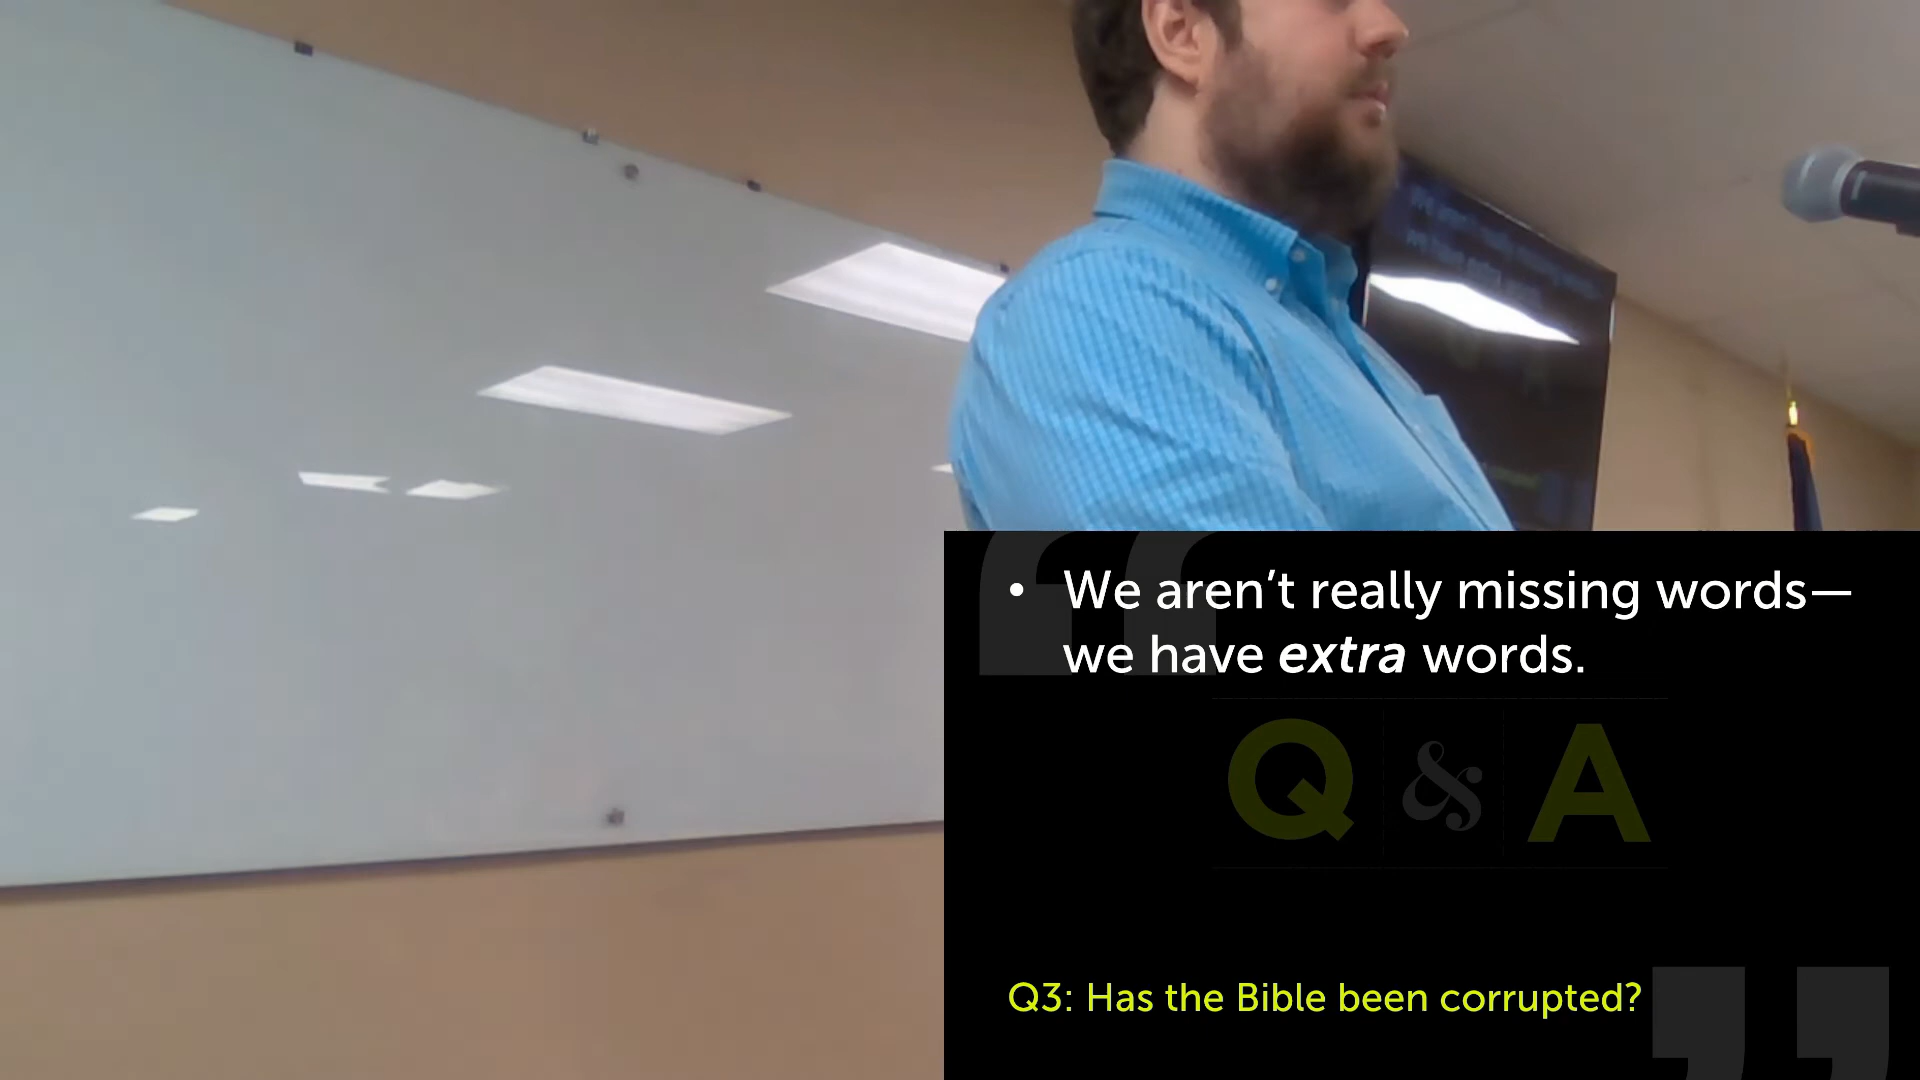 • We aren’t really missing words—
we have extra words.
Q & A
Q3: Has the Bible been corrupted?